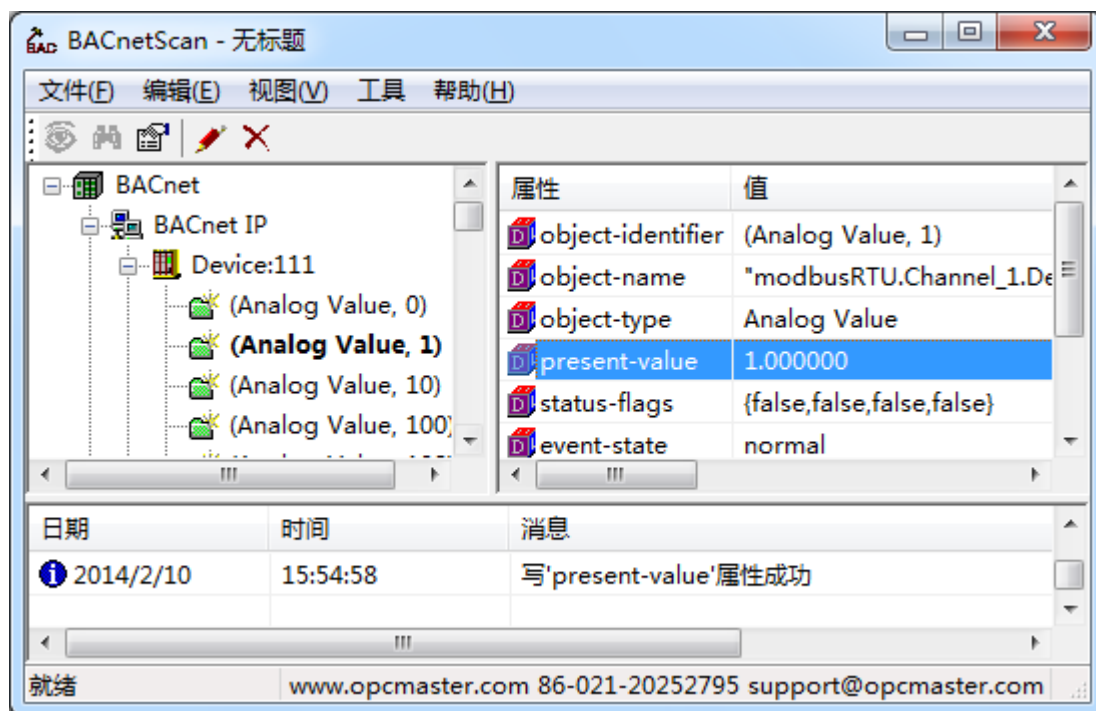 BACnetScan - 无标题
文件(F) 编辑(E) 视图(V) 工具 帮助(H)
BACnet
BACnet IP
Device:111
(Analog Value, 0)
(Analog Value, 1)
(Analog Value, 10)
(Analog Value, 100)
属性 值
object-identifier (Analog Value, 1)
object-name "modbusRTU.Channel_1.De
object-type Analog Value
present-value 1.000000
status-flags {false,false,false,false}
event-state normal
日期 时间 消息
2014/2/10 15:54:58 写'present-value'属性成功
就绪 www.opcmaster.com 86-021-20252795 support@opcmaster.com